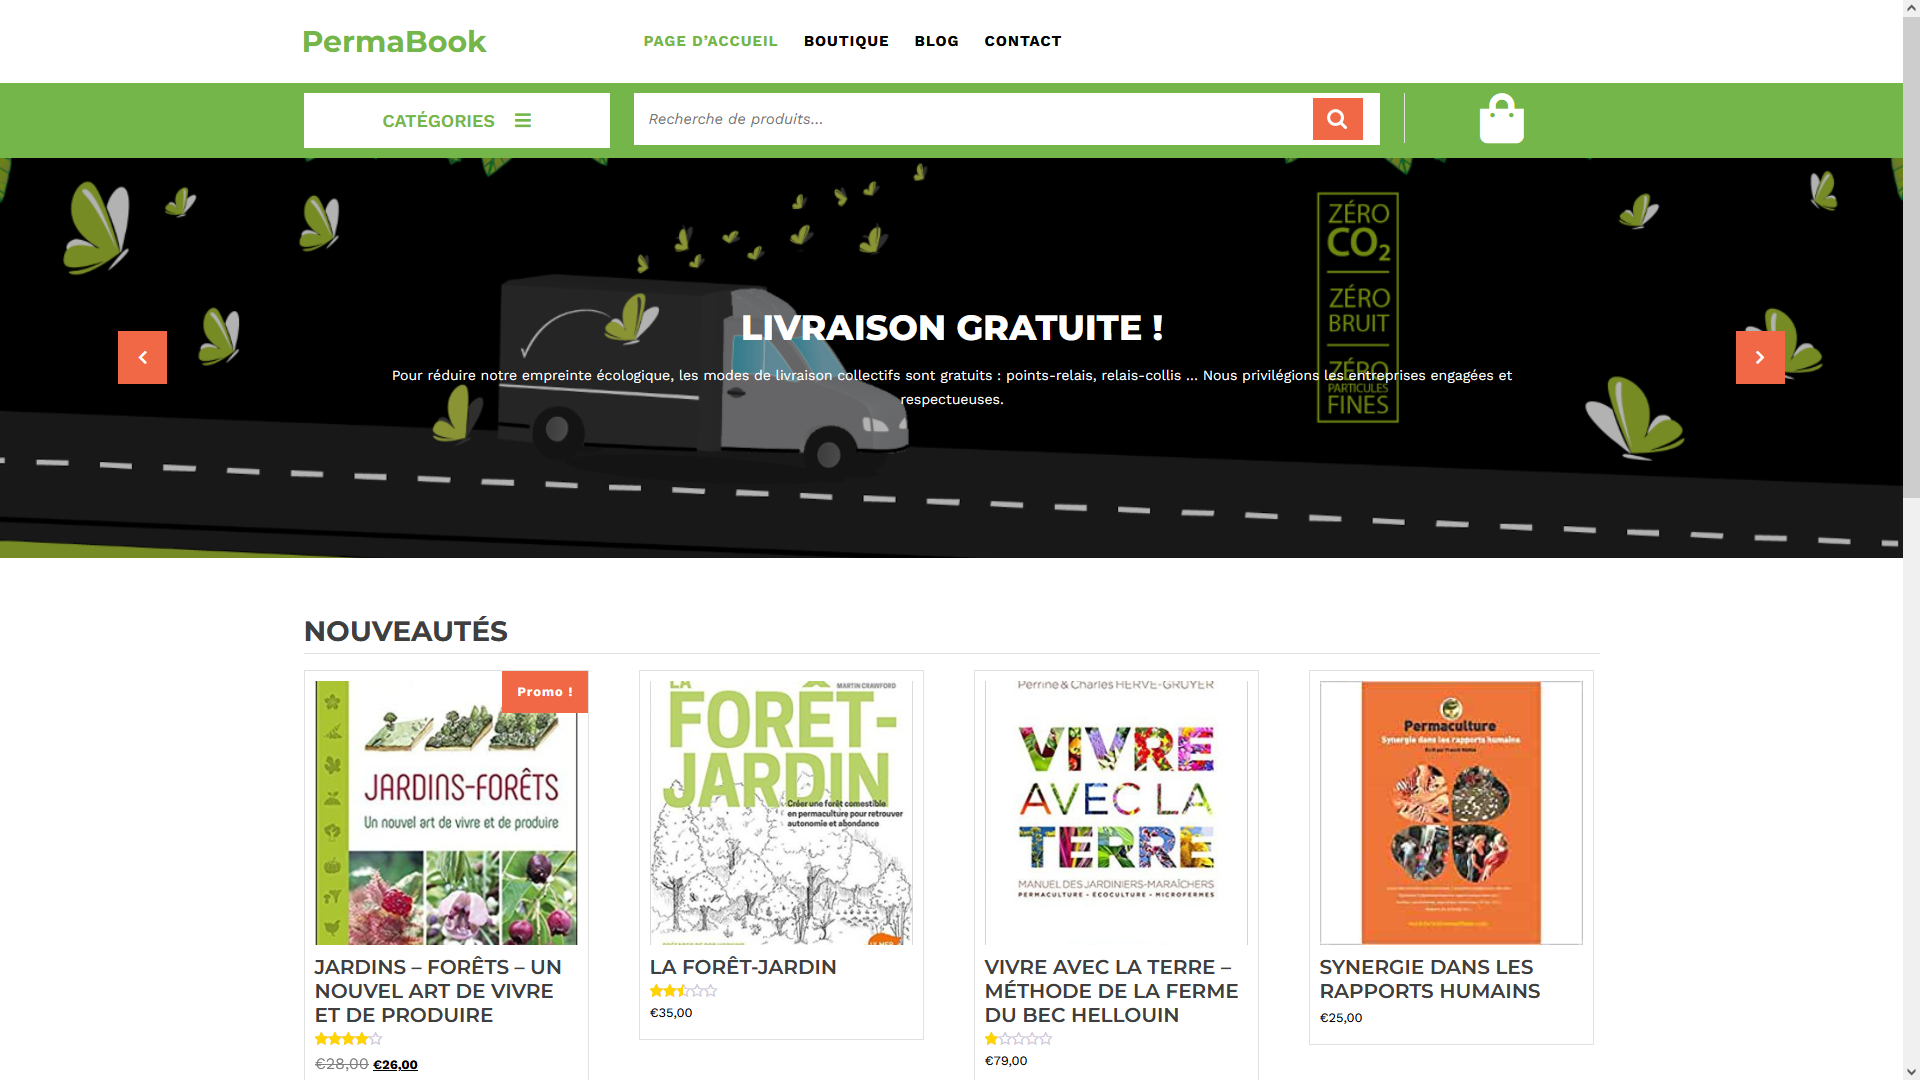 PermaBook
PAGE D'ACCUEIL BOUTIQUE BLOG CONTACT
CATÉGORIES
Recherche de produits…
ZÉRO
CO2
ZÉRO
BRUIT
ZÉRO
PARTICULES
FINES
LIVRAISON GRATUITE !
Pour réduire notre empreinte écologique, les modes de livraison collectifs sont gratuits : points-relais, relais-collis ... Nous privilégions les entreprises engagées et
respectueuses.
NOUVEAUTÉS
Promo !
JARDINS-FORÊTS
Un nouvel art de vivre et de produire
JARDINS – FORÊTS – UN
NOUVEL ART DE VIVRE
ET DE PRODUIRE
€28,00 €26,00
MARTIN CRAWFORD
LA
FORÊT-
JARDIN
Créer une forêt comestible
en permaculture pour retrouver
autonomie et abondance
LA FORÊT-JARDIN
€35,00
Perrine & Charles HERVÉ-GRUYER
VIVRE
AVEC LA
TERRE
MANUEL DES JARDINIERS-MARAÎCHERS
PERMACULTURE - ÉCOCULTURE - MICROFERMES
VIVRE AVEC LA TERRE –
MÉTHODE DE LA FERME
DU BEC HELLOUIN
€79,00
Permaculture
Synergie dans les rapports humains
SYNERGIE DANS LES
RAPPORTS HUMAINS
€25,00